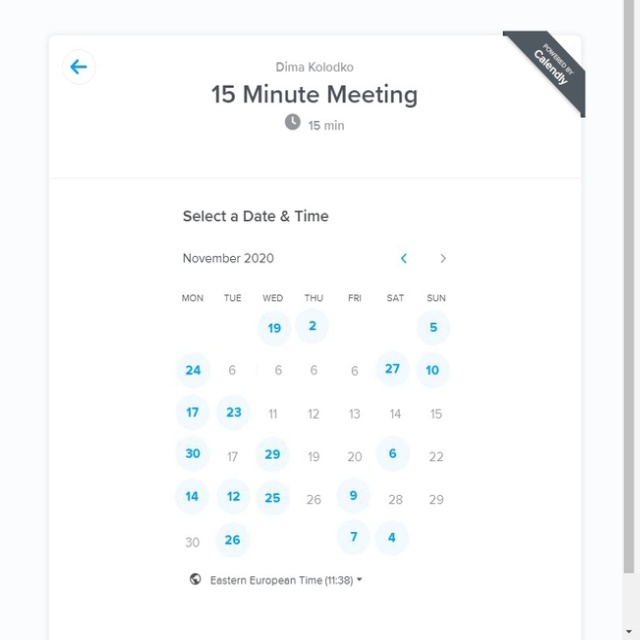 Dima Kolodko
15 Minute Meeting
15 min
POWERED BY
Calendly
Select a Date & Time
November 2020
MON TUE WED THU FRI SAT SUN
19 2 5
24 6 6 6 6 27 10
17 23 11 12 13 14 15
30 17 29 19 20 6 22
14 12 25 26 9 28 29
30 26 7 4
Eastern European Time (11:38)